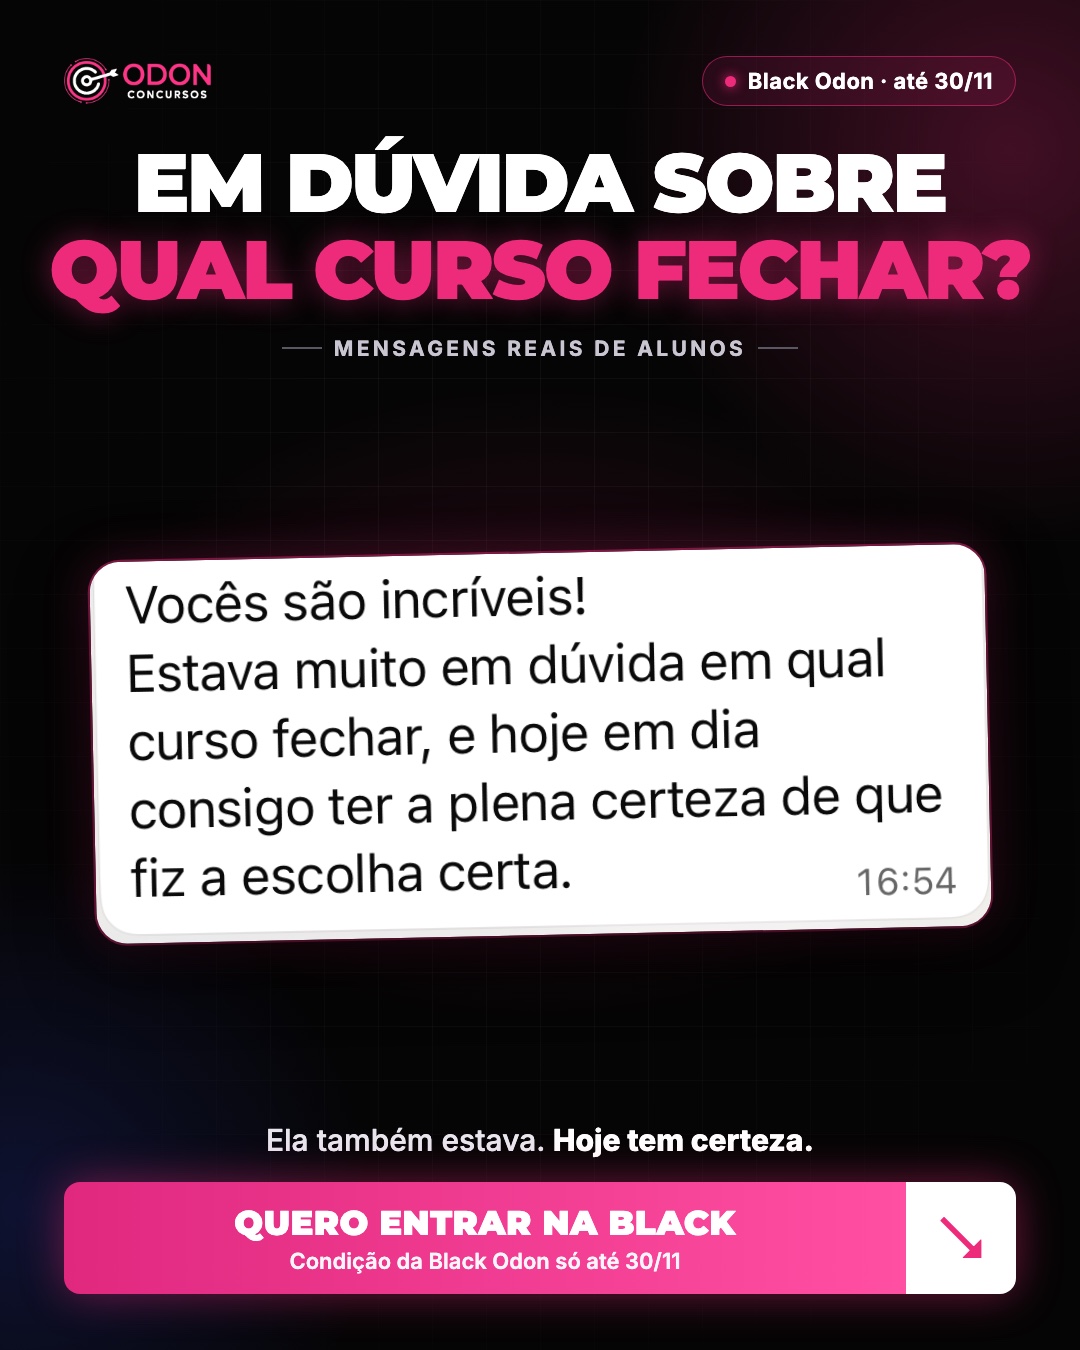 ODON
CONCURSOS
Black Odon · até 30/11
EM DÚVIDA SOBRE
QUAL CURSO FECHAR?
MENSAGENS REAIS DE ALUNOS
Vocês são incríveis!
Estava muito em dúvida em qual
curso fechar, e hoje em dia
consigo ter a plena certeza de que
fiz a escolha certa.
16:54
Ela também estava. Hoje tem certeza.
QUERO ENTRAR NA BLACK
Condição da Black Odon só até 30/11